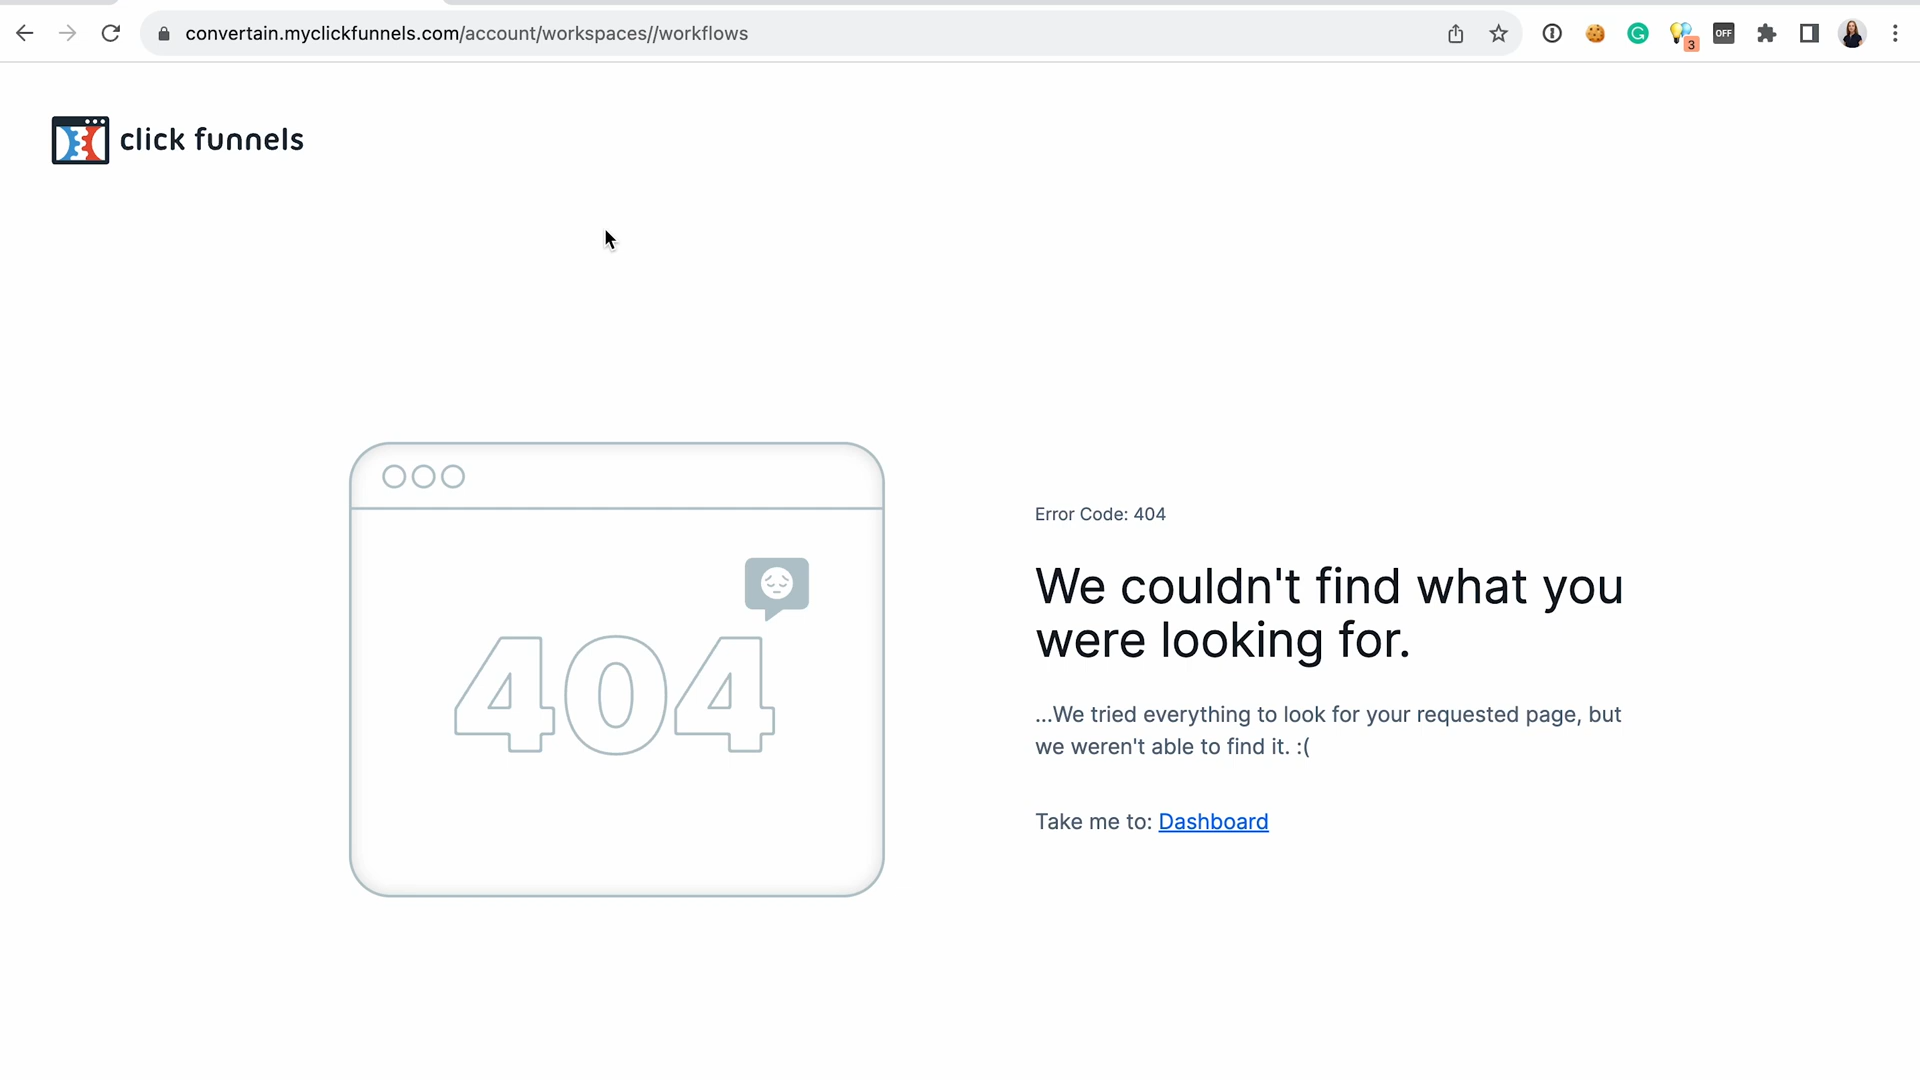 convertain.myclickfunnels.com/account/workspaces//workflows
OFF
3
click funnels
404
Error Code: 404
We couldn't find what you
were looking for.
...We tried everything to look for your requested page, but
we weren't able to find it. :(
Take me to: Dashboard